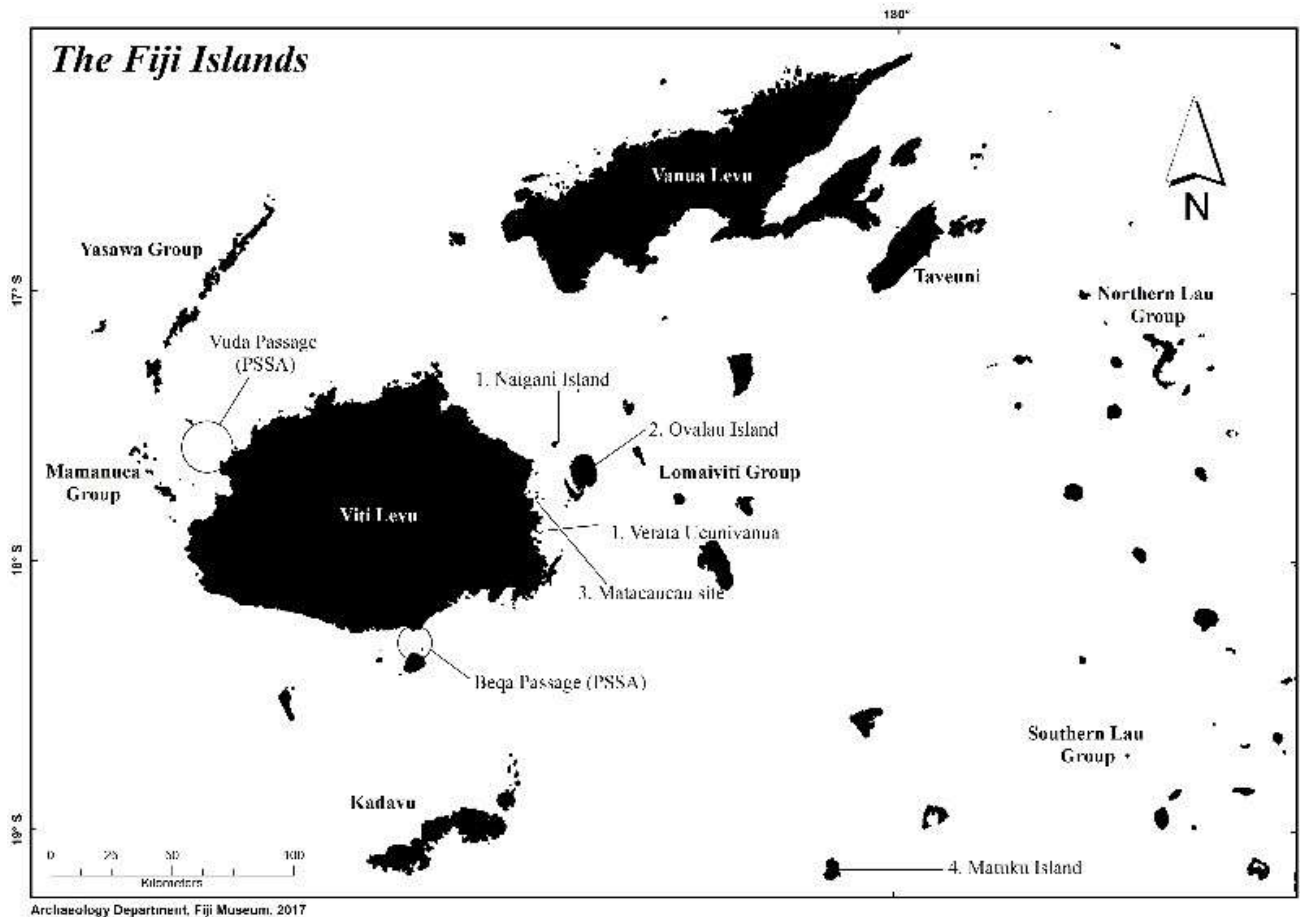 180°
The Fiji Islands
Vanua Levu
N
Yasawa Group
Taveuni
17° S
Northern Lau
Group
Vuda Passage
(PSSA)
1. Naigani Island
2. Ovalau Island
Mamanuca
Group
Lomaiviti Group
Viti Levu
1. Verata Ucunivanua
18° S
3. Matacaucau site
Beqa Passage (PSSA)
Southern Lau
Group
Kadavu
19° S
0 25 50 100
Kilometers
4. Matuku Island
Archaeology Department, Fiji Museum. 2017